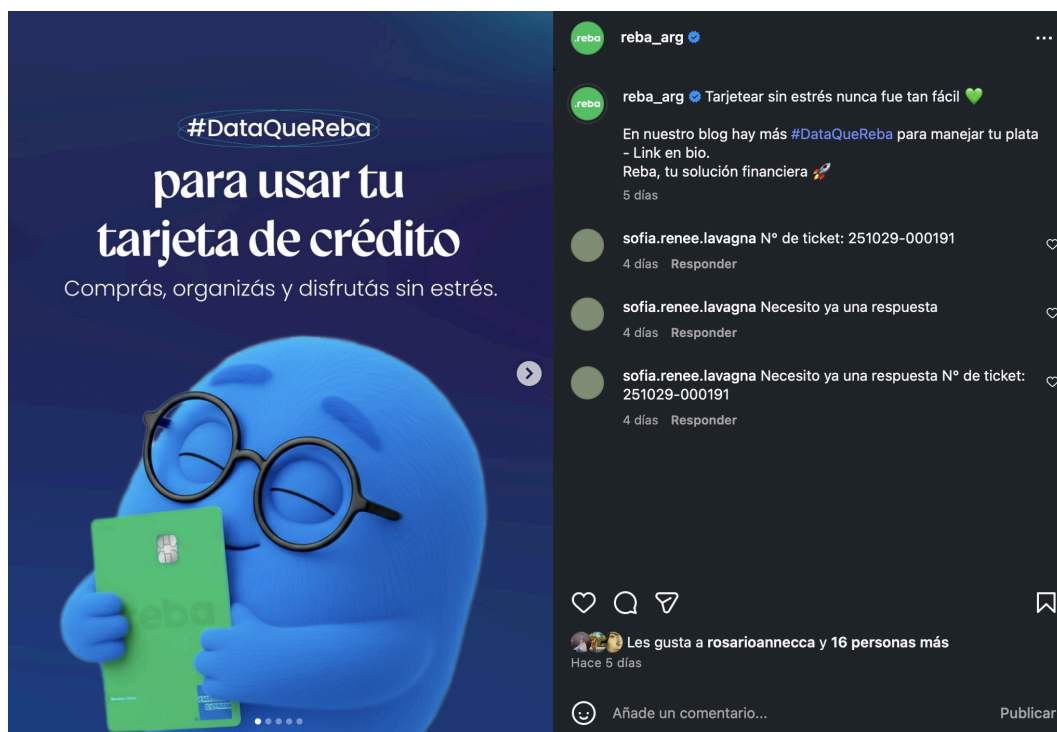 #DataQueReba
para usar tu
tarjeta de crédito
Comprás, organizás y disfrutás sin estrés.
reba
.reba
reba_arg
.reba
reba_arg Tarjetear sin estrés nunca fue tan fácil 💚
En nuestro blog hay más #DataQueReba para manejar tu plata
- Link en bio.
Reba, tu solución financiera 🚀
5 días
sofia.renee.lavagna N° de ticket: 251029-000191
4 días Responder
sofia.renee.lavagna Necesito ya una respuesta
4 días Responder
sofia.renee.lavagna Necesito ya una respuesta N° de ticket:
251029-000191
4 días Responder
Les gusta a rosarioannecca y 16 personas más
Hace 5 días
Añade un comentario...
Publicar